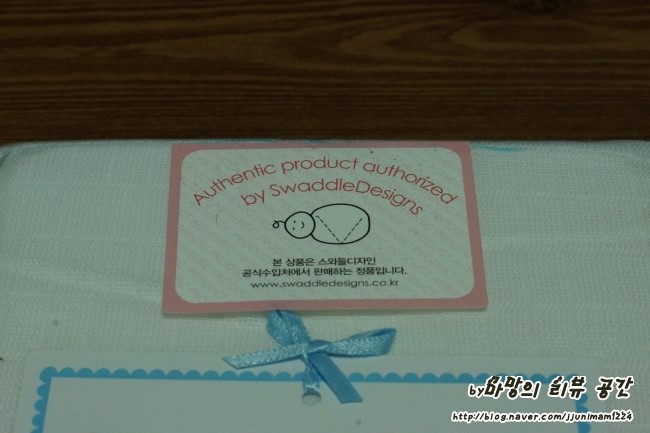 Authentic product authorized
by SwaddleDesigns
본 상품은 스와들디자인
공식수입처에서 판매하는 정품입니다.
www.swaddledesigns.co.kr
by마망의 리뷰 공간
http://blog.naver.com/jjunimam1224